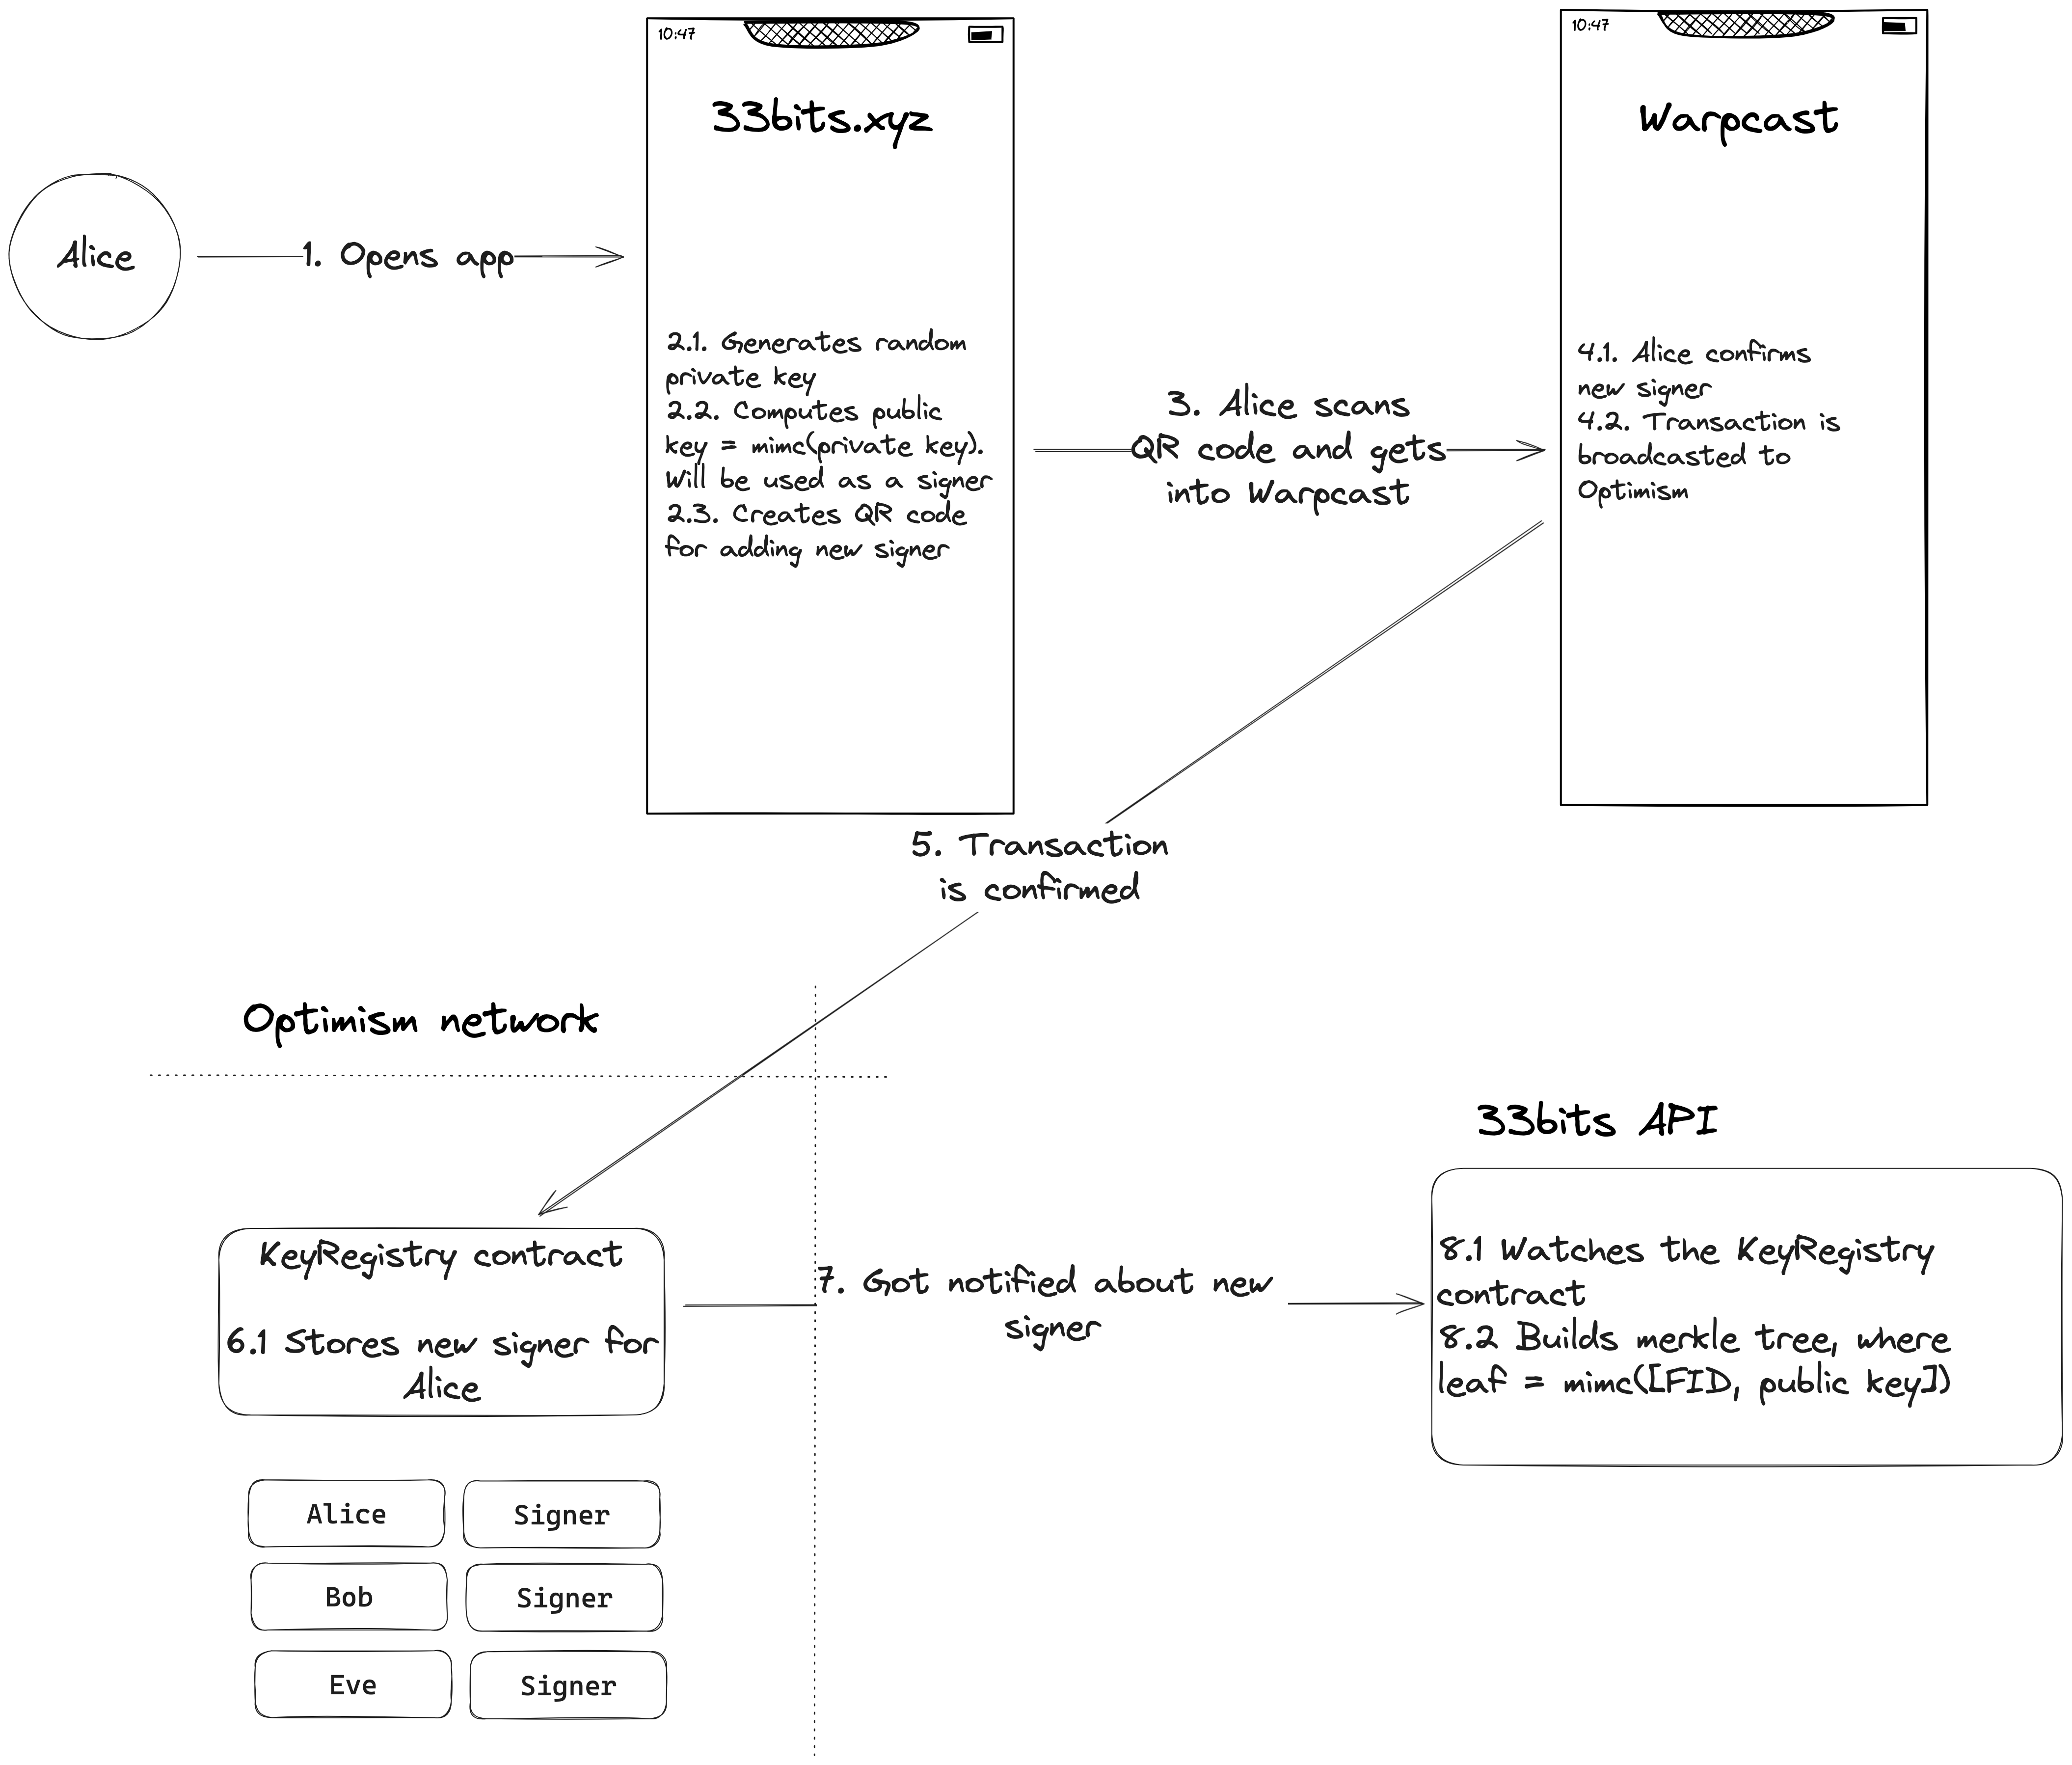 10:47
33bits.xyz
10:47
Warpcast
Alice
1. Opens app
2.1. Generates random
private key
2.2. Computes public
key = mimc(private key).
Will be used as a signer
2.3. Creates QR code
for adding new signer
3. Alice scans
QR code and gets
into Warpcast
4.1. Alice confirms
new signer
4.2. Transaction is
broadcasted to
Optimism
5. Transaction
is confirmed
Optimism network
KeyRegistry contract
6.1 Stores new signer for
Alice
7. Got notified about new
signer
33bits API
8.1 Watches the KeyRegistry
contract
8.2 Builds merkle tree, where
leaf = mimc([FID, public key])
Alice
Signer
Bob
Signer
Eve
Signer